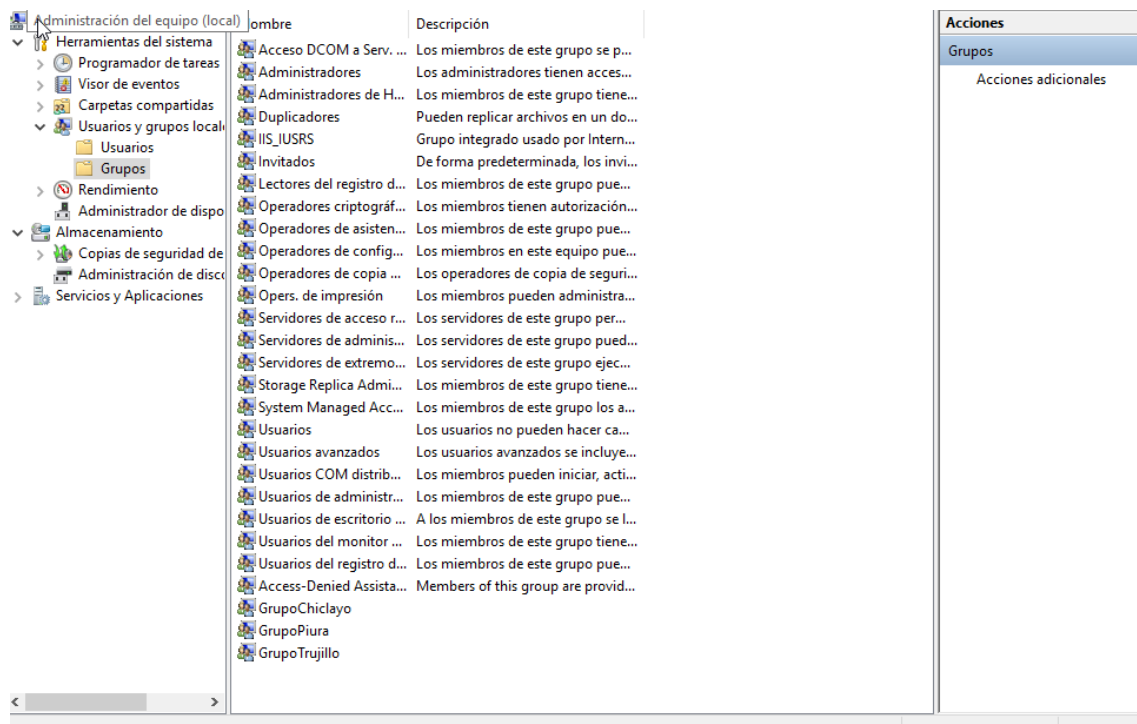 Administración del equipo (local)
Herramientas del sistema
Programador de tareas
Visor de eventos
Carpetas compartidas
Usuarios y grupos local
Usuarios
Grupos
Rendimiento
Administrador de dispo
Almacenamiento
Copias de seguridad de
Administración de disco
Servicios y Aplicaciones
ombre Descripción
Acceso DCOM a Serv. ... Los miembros de este grupo se p...
Administradores Los administradores tienen acces...
Administradores de H... Los miembros de este grupo tiene...
Duplicadores Pueden replicar archivos en un do...
IIS_IUSRS Grupo integrado usado por Intern...
Invitados De forma predeterminada, los invi...
Lectores del registro d... Los miembros de este grupo pue...
Operadores criptográf... Los miembros tienen autorización...
Operadores de asisten... Los miembros de este grupo pue...
Operadores de config... Los miembros en este equipo pue...
Operadores de copia ... Los operadores de copia de seguri...
Opers. de impresión Los miembros pueden administra...
Servidores de acceso r... Los servidores de este grupo per...
Servidores de adminis... Los servidores de este grupo pued...
Servidores de extremo... Los servidores de este grupo ejec...
Storage Replica Admi... Los miembros de este grupo tiene...
System Managed Acc... Los miembros de este grupo los a...
Usuarios Los usuarios no pueden hacer ca...
Usuarios avanzados Los usuarios avanzados se incluye...
Usuarios COM distrib... Los miembros pueden iniciar, acti...
Usuarios de administr... Los miembros de este grupo pue...
Usuarios de escritorio ... A los miembros de este grupo se l...
Usuarios del monitor ... Los miembros de este grupo tiene...
Usuarios del registro d... Los miembros de este grupo pue...
Access-Denied Assista... Members of this group are provid...
GrupoChiclayo
GrupoPiura
GrupoTrujillo
Acciones
Grupos
Acciones adicionales